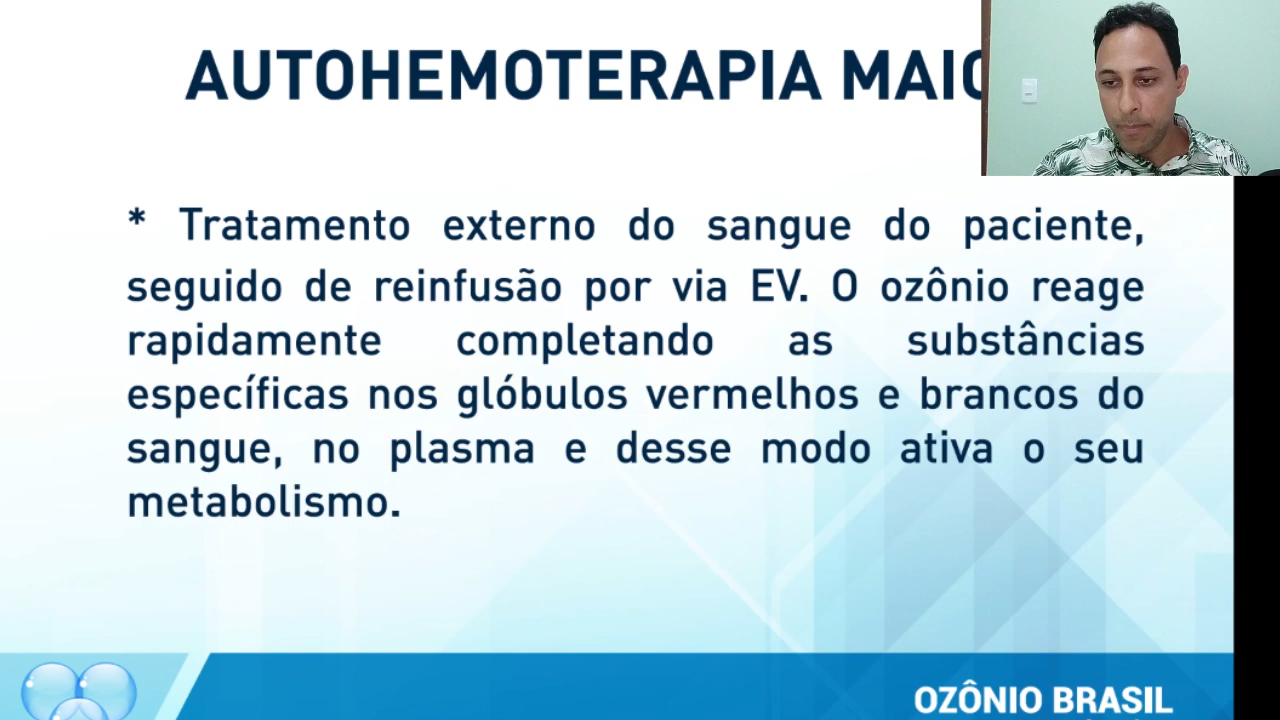 AUTOHEMOTERAPIA
* Tratamento externo do sangue do paciente,
seguido de reinfusão por via EV. O ozônio reage
rapidamente completando as substâncias
específicas nos glóbulos vermelhos e brancos do
sangue, no plasma e desse modo ativa o seu
metabolismo.
OZÔNIO BRASIL